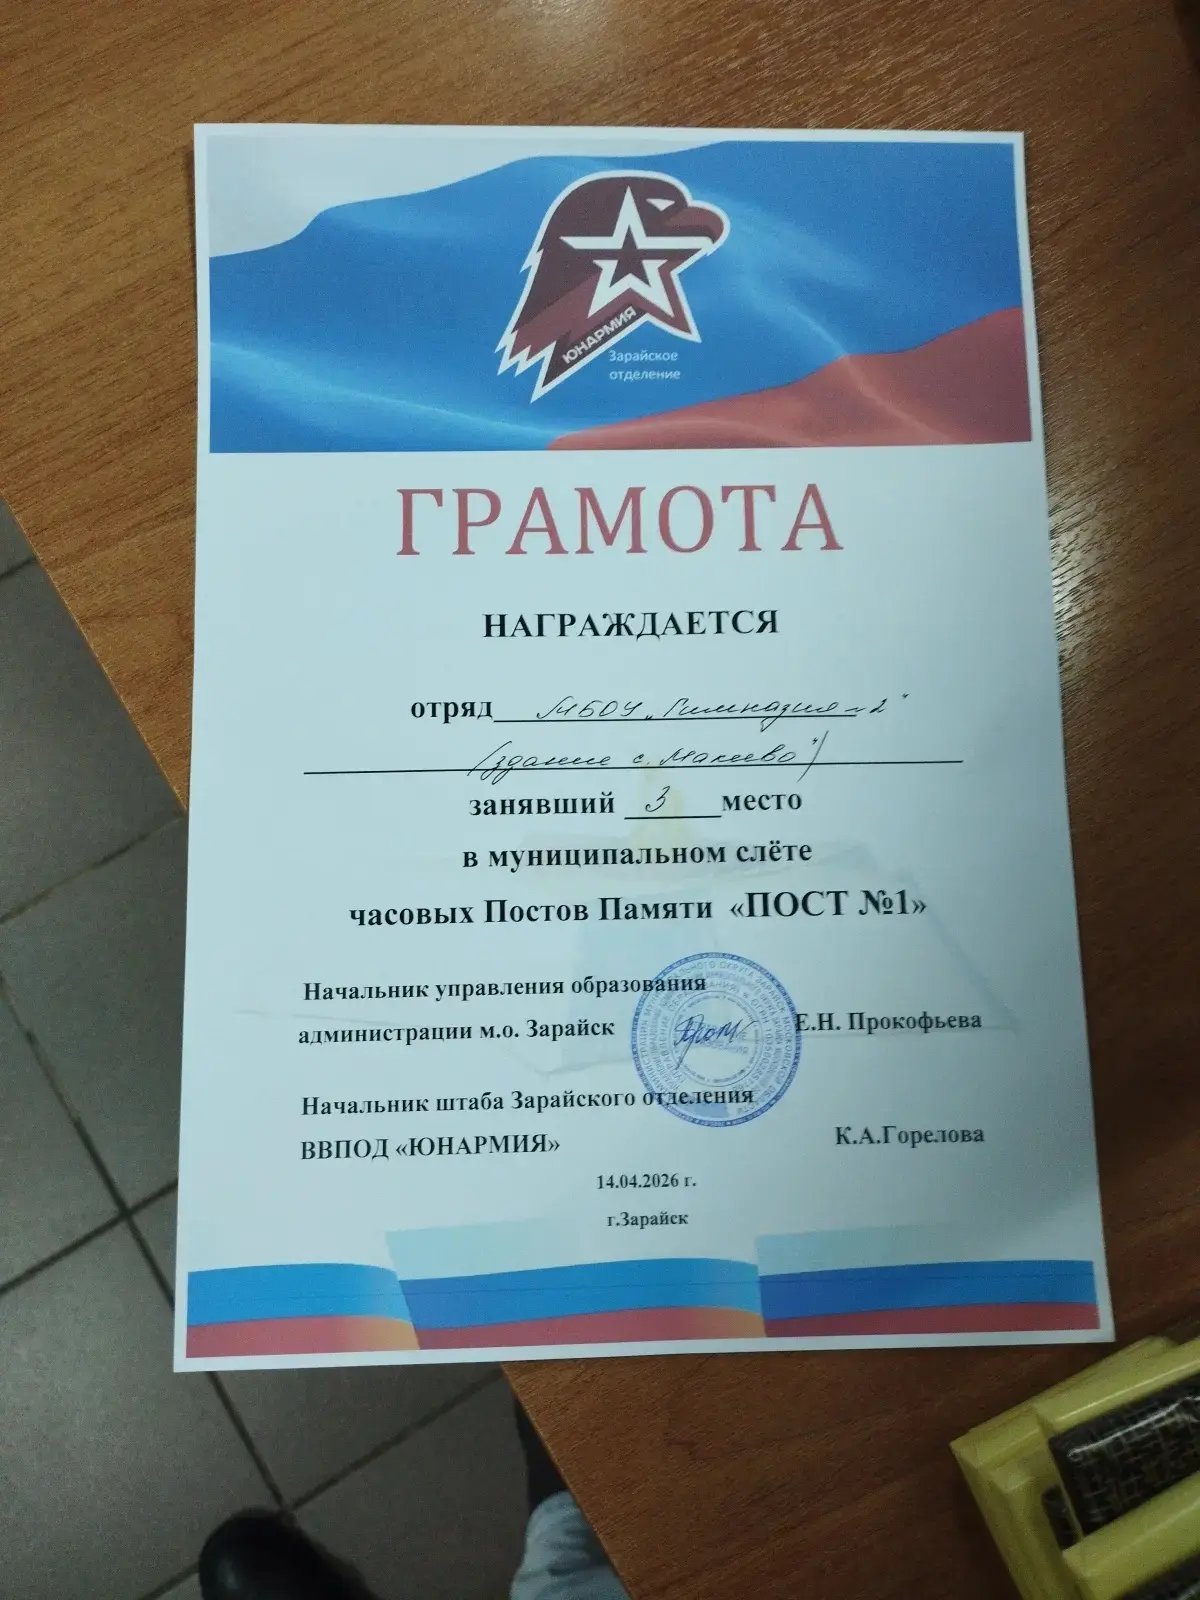 ЮНАРМИЯ
Зарайское
отделение
ГРАМОТА
НАГРАЖДАЕТСЯ
отряд МБОУ „Гимназия №2"
(здание с. Макеево")
занявший 3 место
в муниципальном слёте
часовых Постов Памяти «ПОСТ №1»
Начальник управления образования
администрации м.о. Зарайск Е.Н. Прокофьева
Начальник штаба Зарайского отделения
ВВПОД «ЮНАРМИЯ» К.А.Горелова
14.04.2026 г.
г.Зарайск